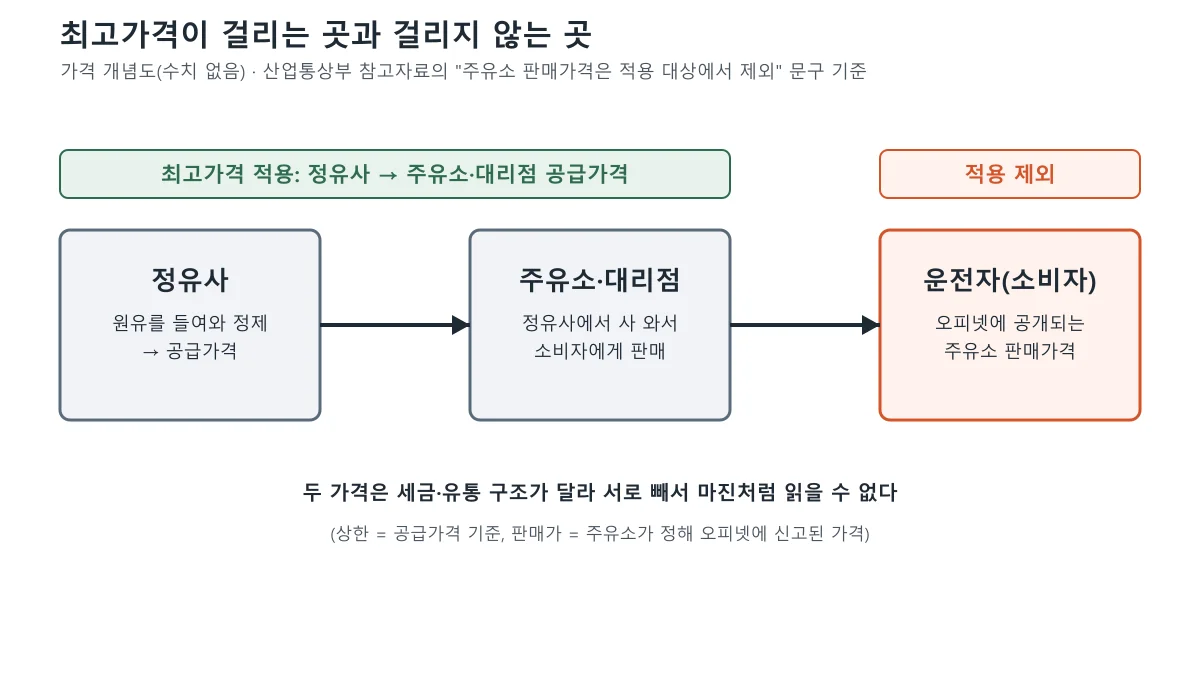 최고가격이 걸리는 곳과 걸리지 않는 곳
가격 개념도(수치 없음) · 산업통상부 참고자료의 "주유소 판매가격은 적용 대상에서 제외" 문구 기준
최고가격 적용: 정유사 → 주유소·대리점 공급가격
적용 제외
정유사
원유를 들여와 정제
→ 공급가격
주유소·대리점
정유사에서 사 와서
소비자에게 판매
운전자(소비자)
오피넷에 공개되는
주유소 판매가격
두 가격은 세금·유통 구조가 달라 서로 빼서 마진처럼 읽을 수 없다
(상한 = 공급가격 기준, 판매가 = 주유소가 정해 오피넷에 신고된 가격)